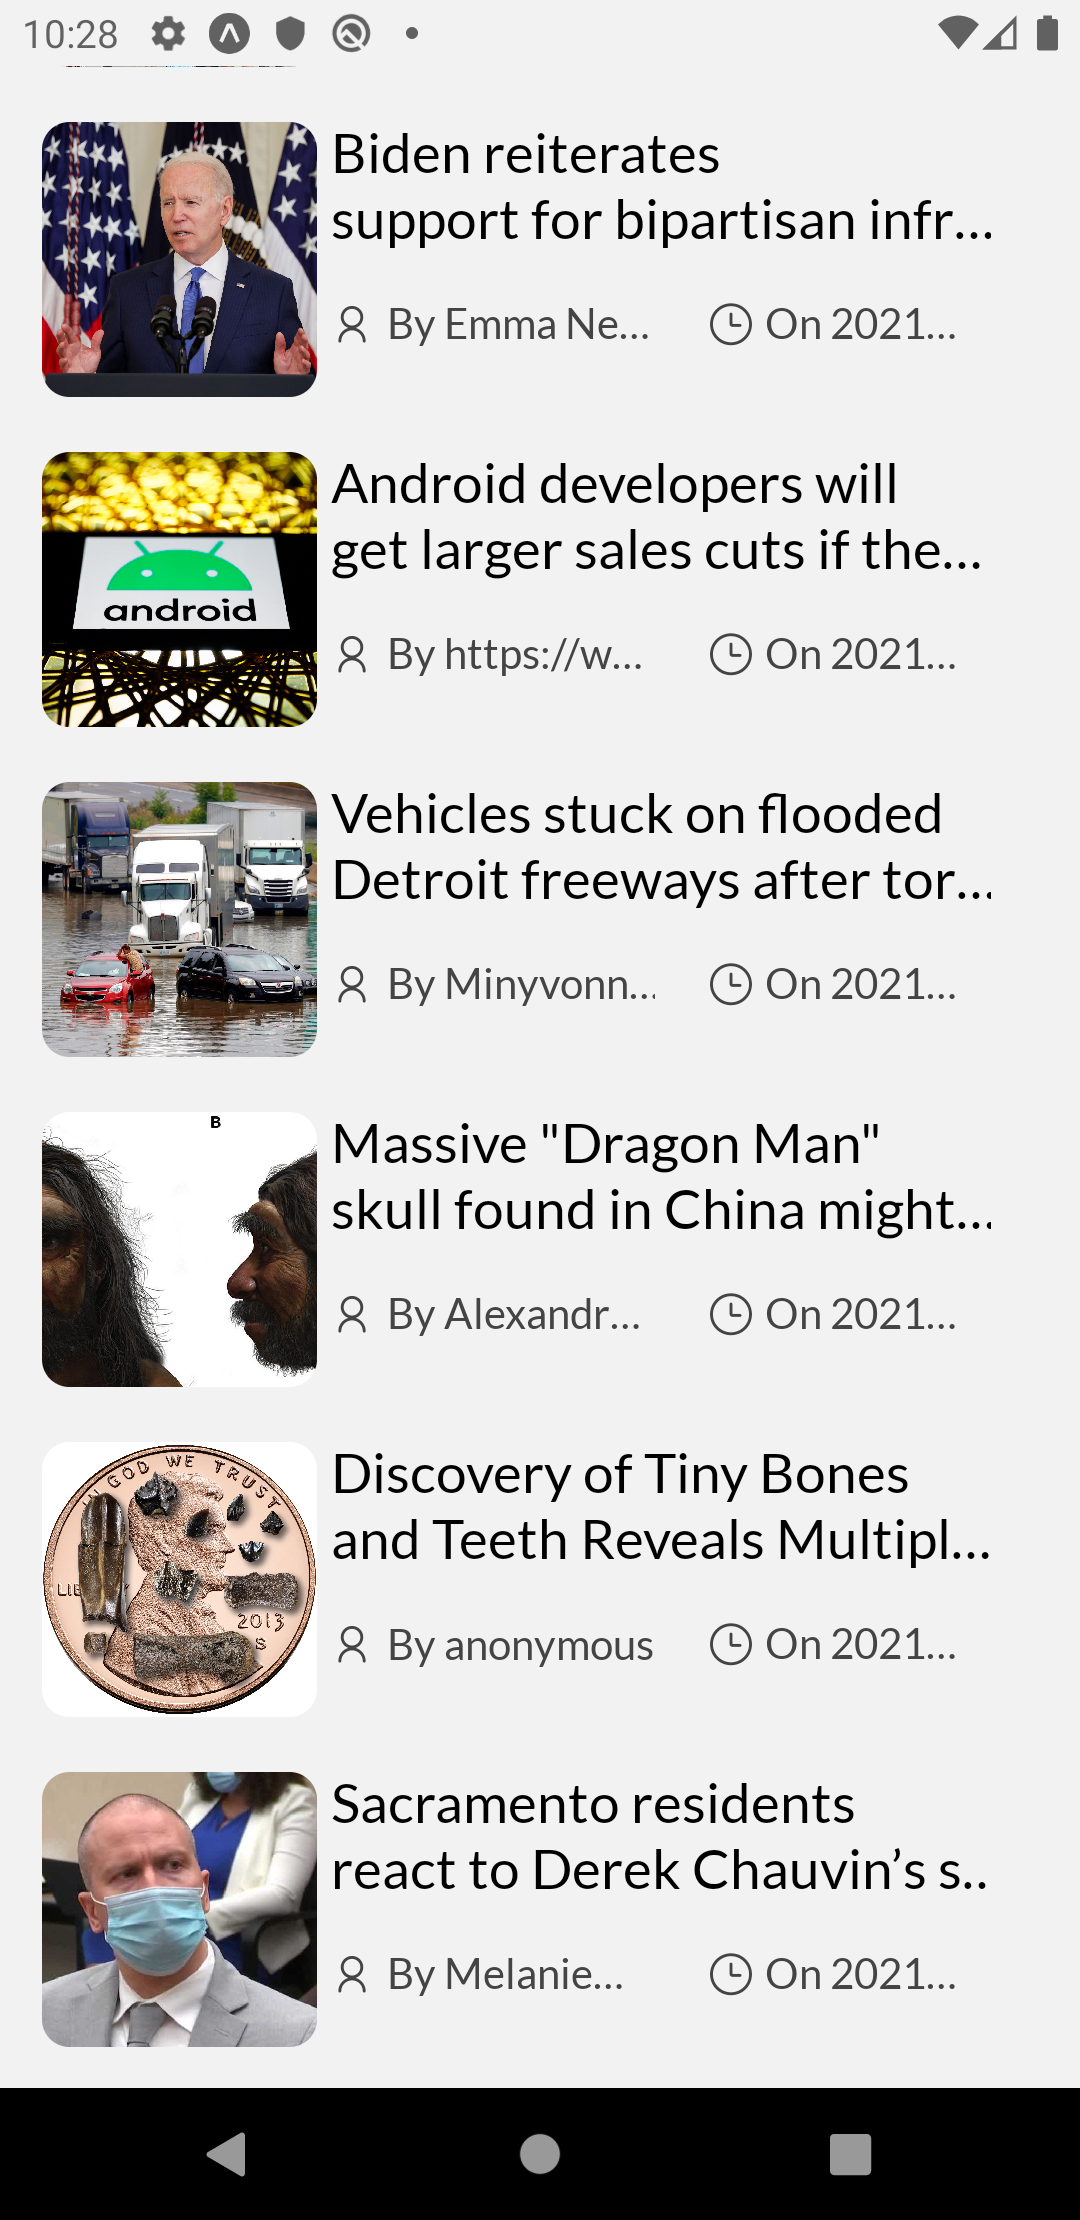 10:28
Biden reiterates
support for bipartisan infr...
By Emma Ne...
On 2021...
android
Android developers will
get larger sales cuts if the...
By https://w...
On 2021...
Vehicles stuck on flooded
Detroit freeways after tor...
By Minyvonn...
On 2021...
B
Massive "Dragon Man"
skull found in China might...
By Alexandr...
On 2021...
IN GOD WE TRUST
2013
S
Discovery of Tiny Bones
and Teeth Reveals Multipl...
By anonymous
On 2021...
Sacramento residents
react to Derek Chauvin’s s..
By Melanie...
On 2021...